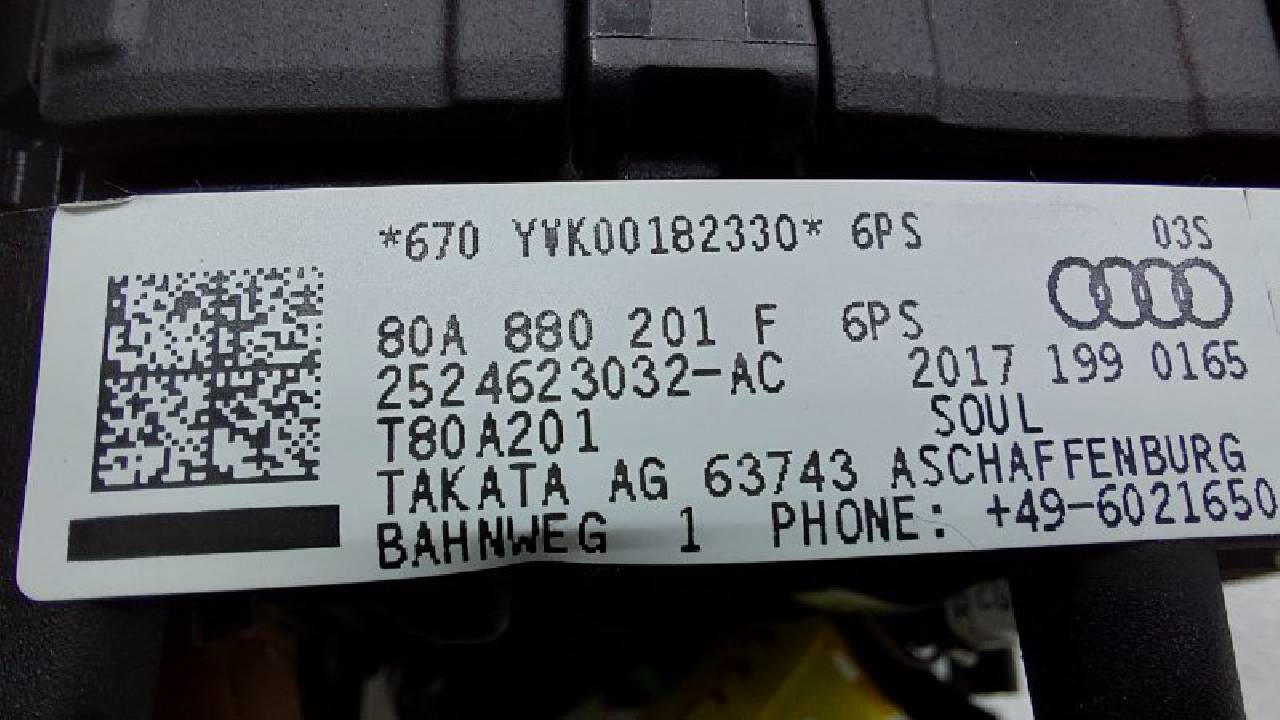 *670 YVK00182330* 6PS 03S
80A 880 201 F 6PS
2524623032-AC 2017 199 0165
T80A201 SOUL
TAKATA AG 63743 ASCHAFFENBURG
BAHNWEG 1 PHONE: +49-6021650